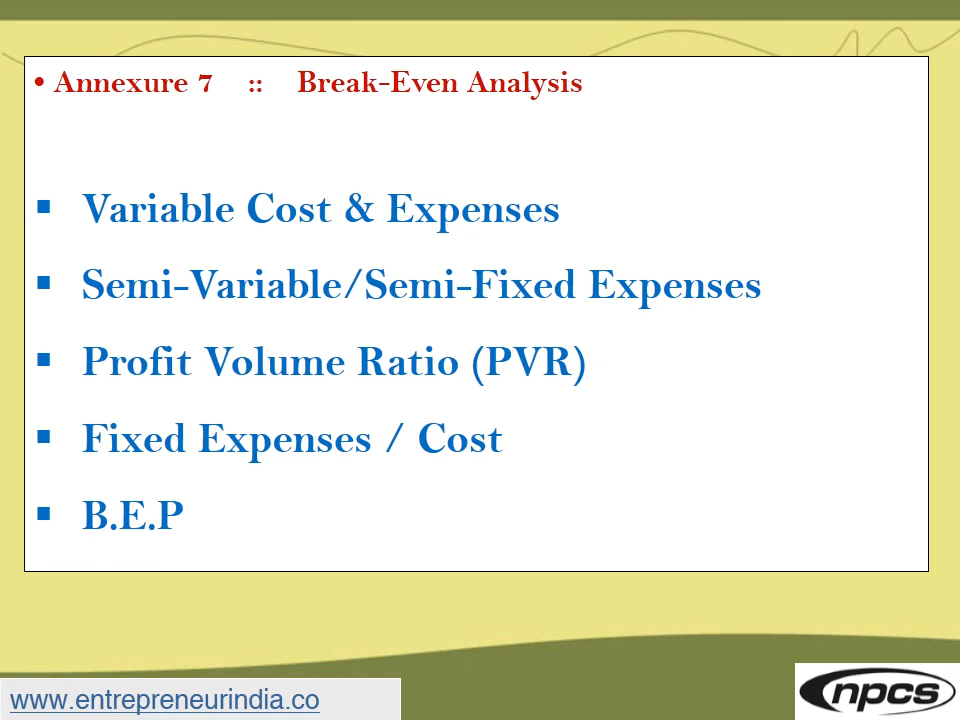 • Annexure 7 :: Break-Even Analysis
▪ Variable Cost & Expenses
▪ Semi-Variable/Semi-Fixed Expenses
▪ Profit Volume Ratio (PVR)
▪ Fixed Expenses / Cost
▪ B.E.P
www.entrepreneurindia.co
npcs